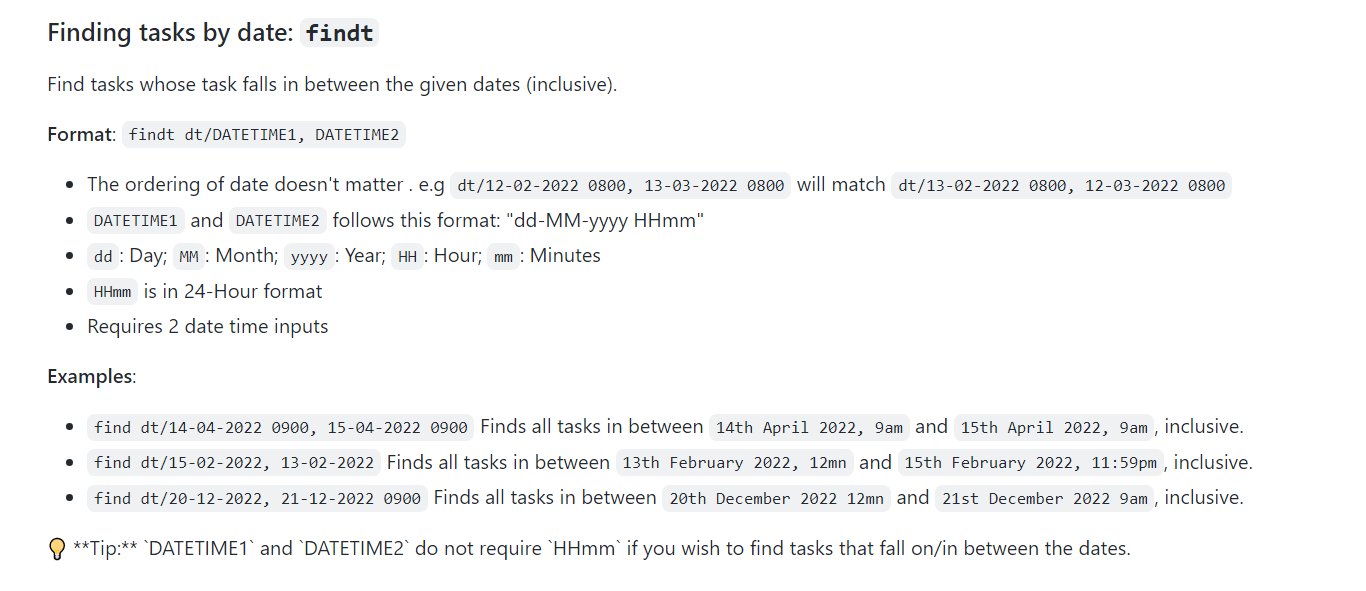 Finding tasks by date: findt
Find tasks whose task falls in between the given dates (inclusive).
Format: findt dt/DATETIME1, DATETIME2
The ordering of date doesn't matter . e.g dt/12-02-2022 0800, 13-03-2022 0800 will match dt/13-02-2022 0800, 12-03-2022 0800
DATETIME1 and DATETIME2 follows this format: "dd-MM-yyyy HHmm"
dd : Day; MM : Month; yyyy : Year; HH : Hour; mm : Minutes
HHmm is in 24-Hour format
Requires 2 date time inputs
Examples:
find dt/14-04-2022 0900, 15-04-2022 0900 Finds all tasks in between 14th April 2022, 9am and 15th April 2022, 9am , inclusive.
find dt/15-02-2022, 13-02-2022 Finds all tasks in between 13th February 2022, 12mn and 15th February 2022, 11:59pm , inclusive.
find dt/20-12-2022, 21-12-2022 0900 Finds all tasks in between 20th December 2022 12mn and 21st December 2022 9am , inclusive.
**Tip:** `DATETIME1` and `DATETIME2` do not require `HHmm` if you wish to find tasks that fall on/in between the dates.